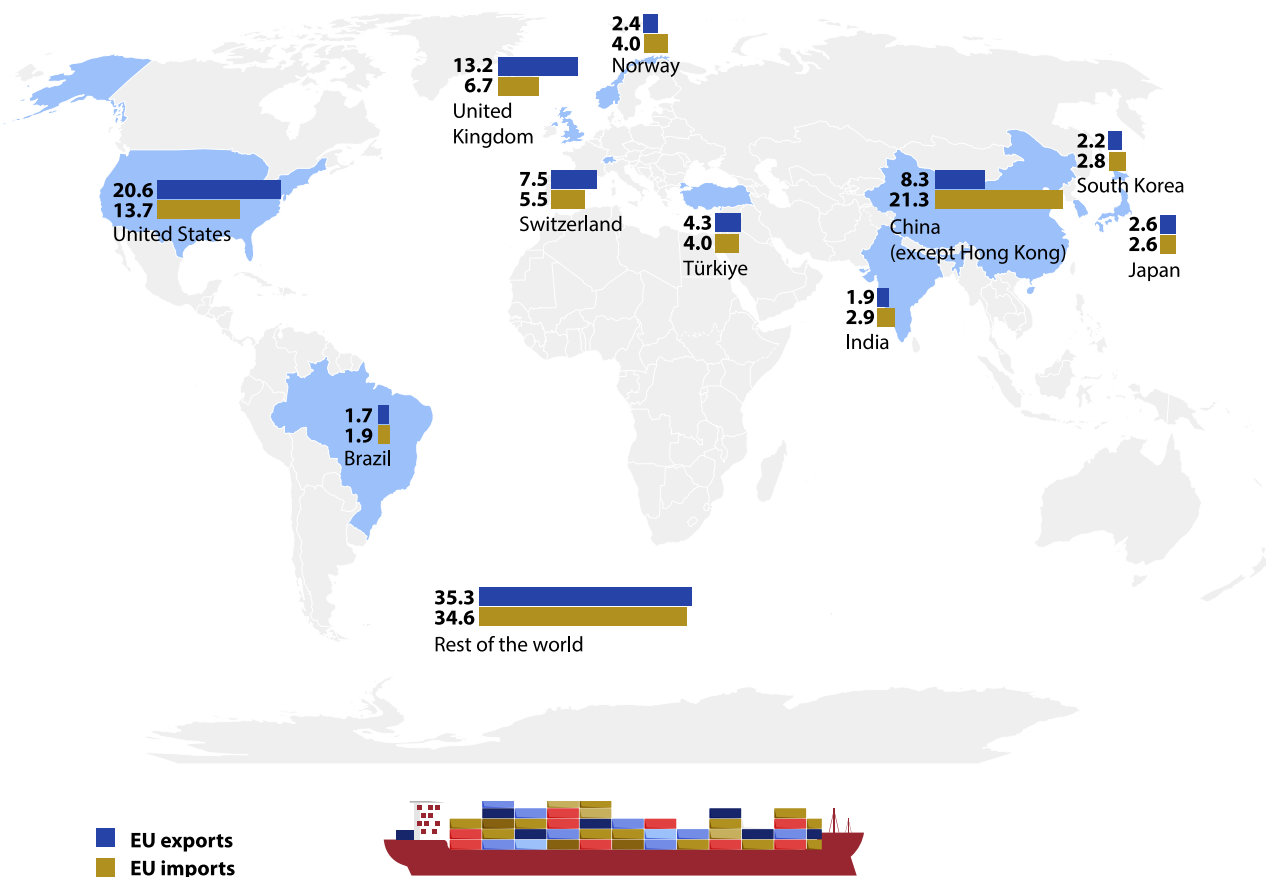 2.4
4.0
Norway
13.2
6.7
United
Kingdom
2.2
2.8
South Korea
20.6
13.7
United States
7.5
5.5
Switzerland
8.3
21.3
China
(except Hong Kong)
4.3
4.0
Türkiye
2.6
2.6
Japan
1.9
2.9
India
1.7
1.9
Brazil
35.3
34.6
Rest of the world
EU exports
EU imports